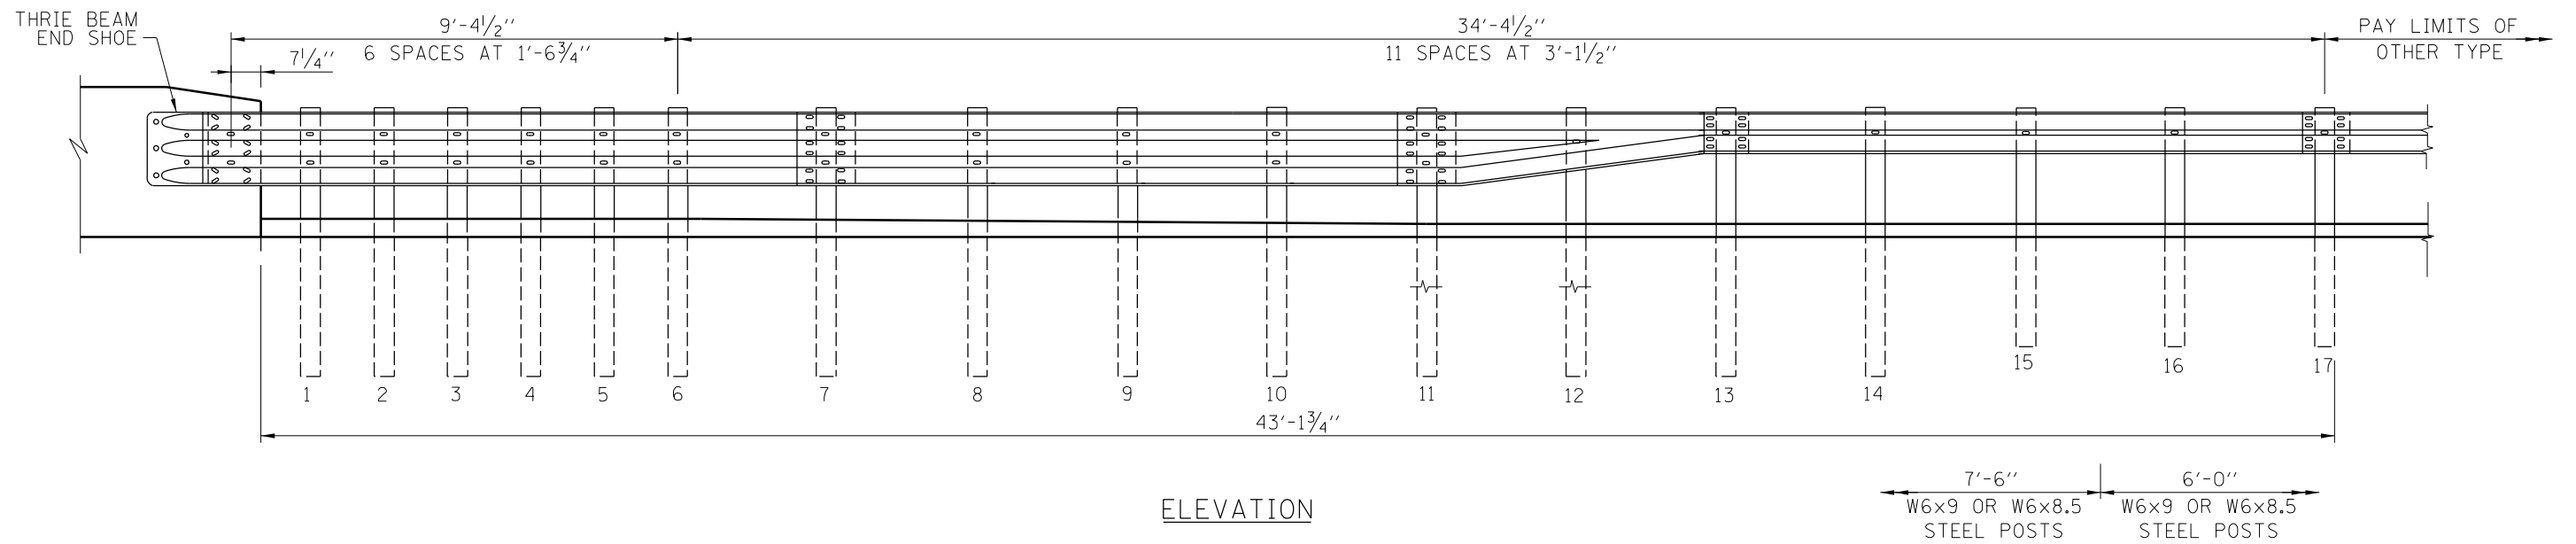 THRIE BEAM
END SHOE
9'-4½"
6 SPACES AT 1'-6¾"
7¼"
34'-4½"
11 SPACES AT 3'-1½"
PAY LIMITS OF
OTHER TYPE
1
2
3
4
5
6
7
8
9
10
11
12
13
14
15
16
17
43'-1¾"
ELEVATION
7'-6"
W6x9 OR W6x8.5
STEEL POSTS
6'-0"
W6x9 OR W6x8.5
STEEL POSTS